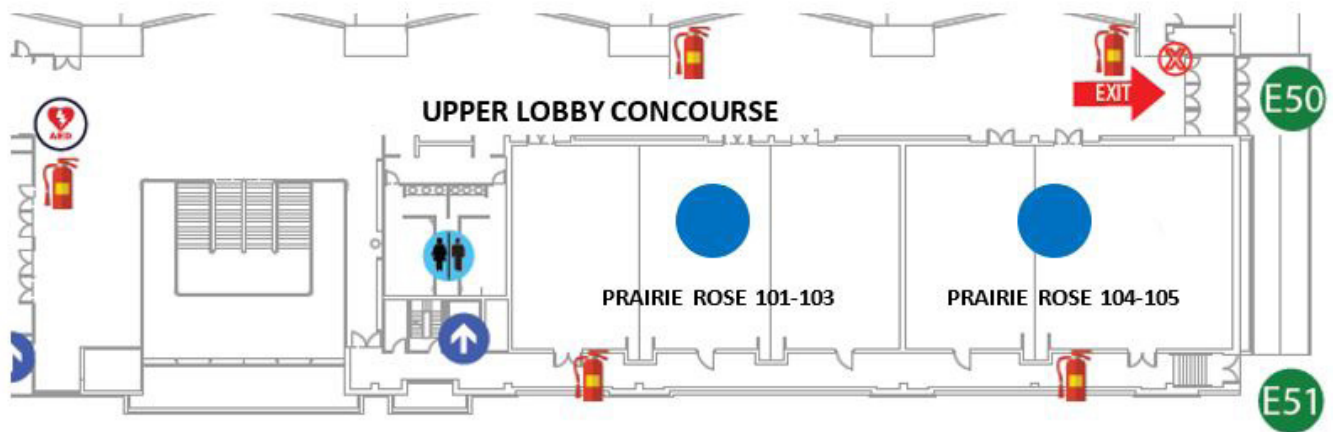 EXIT
E50
UPPER LOBBY CONCOURSE
AED
PRAIRIE ROSE 101-103
PRAIRIE ROSE 104-105
E51